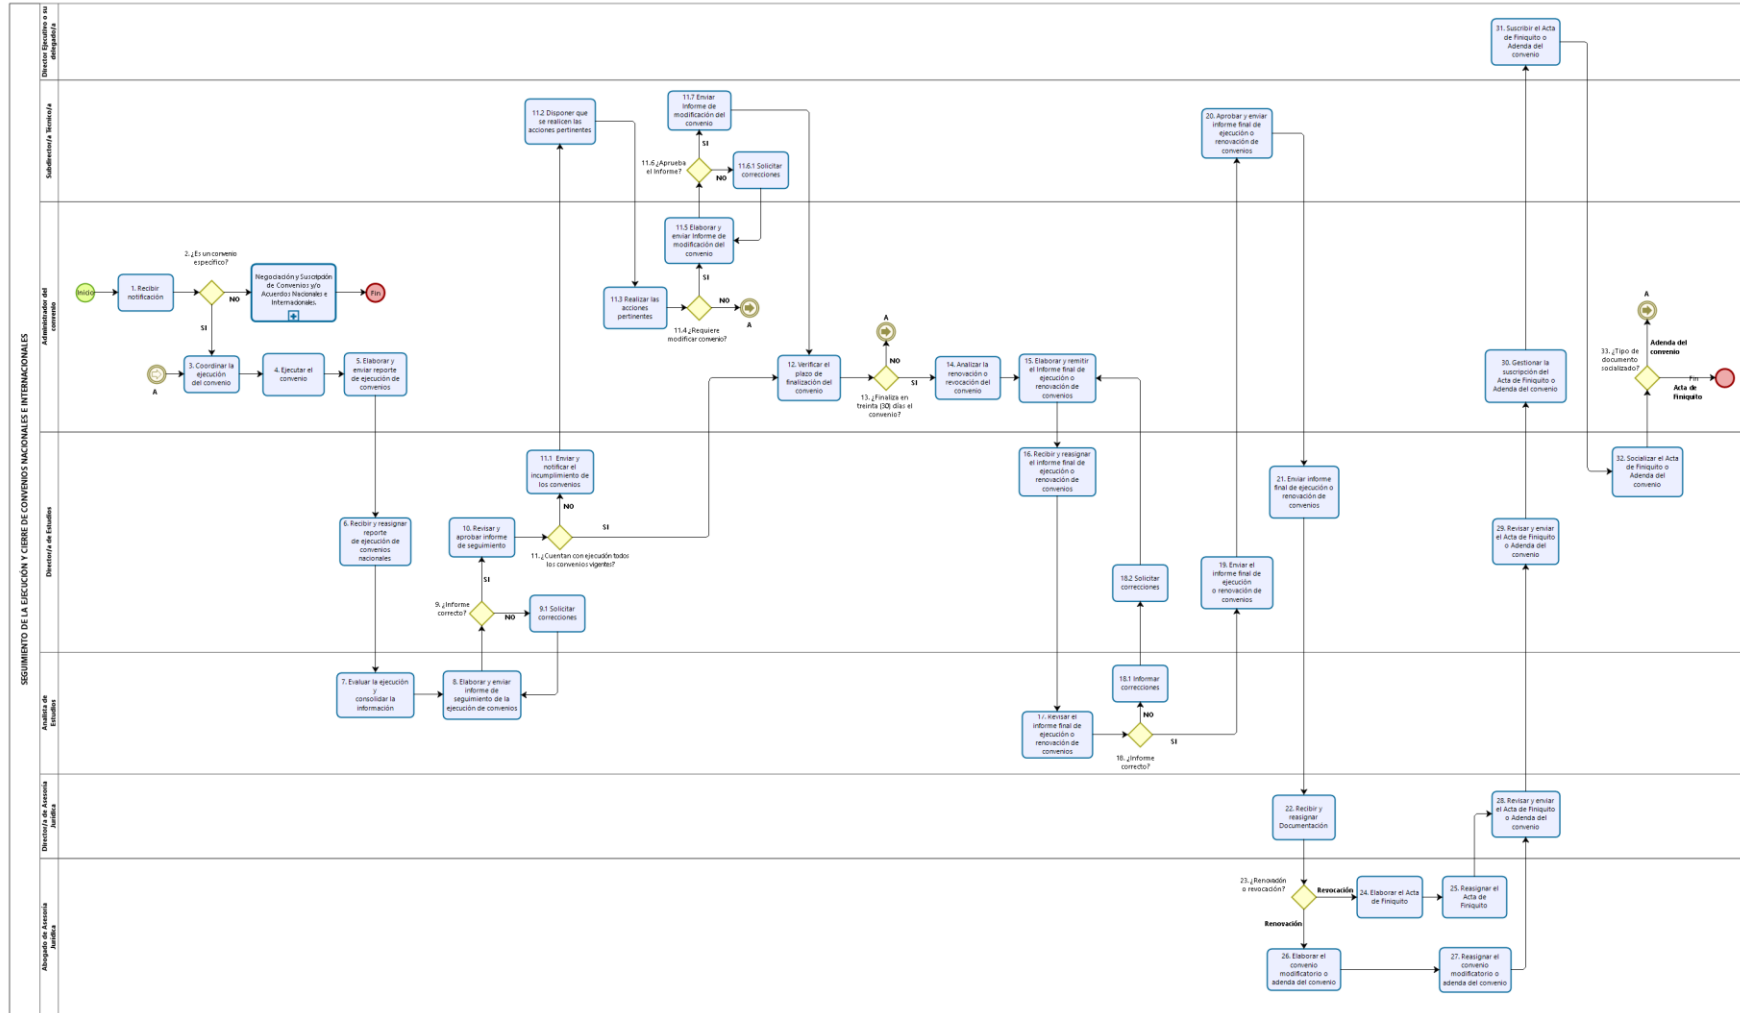 SEGUIMIENTO DE LA EJECUCIÓN Y CIERRE DE CONVENIOS NACIONALES E INTERNACIONALES
Director Ejecutivo o su
delegado/a
31. Suscribir el Acta
de Finiquito o
Adenda del
convenio
Subdirector/a Técnico/a
11.2 Disponer que
se realicen las
acciones pertinentes
11.7 Enviar
Informe de
modificación del
convenio
SI
11.6 ¿Aprueba
el Informe?
NO
11.6.1 Solicitar
correcciones
20. Aprobar y enviar
informe final de
ejecución o
renovación de
convenios
Administrador del
convenio
Inicio
1. Recibir
notificación
2. ¿Es un convenio
específico?
NO
SI
Negociación y Suscripción
de Convenios y/o
Acuerdos Nacionales e
Internacionales.
Fin
A
3. Coordinar la
ejecución
del convenio
4. Ejecutar el
convenio
5. Elaborar y
enviar reporte
de ejecución de
convenios
11.5 Elaborar y
enviar Informe de
modificación del
convenio
SI
11.3 Realizar las
acciones
pertinentes
NO
A
11.4 ¿Requiere
modificar convenio?
12. Verificar el
plazo de
finalización del
convenio
A
NO
SI
13. ¿Finaliza en
treinta (30) días el
convenio?
14. Analizar la
renovación o
revocación del
convenio
15. Elaborar y remitir
el Informe final de
ejecución o
renovación de
convenios
30. Gestionar la
suscripción del
Acta de Finiquito o
Adenda del convenio
A
Adenda del
convenio
33. ¿Tipo de
documento
socializado?
Fin
Acta de
Finiquito
Director/a de Estudios
6. Recibir y reasignar
reporte
de ejecución de
convenios
nacionales
10. Revisar y
aprobar informe
de seguimiento
SI
9. ¿Informe
correcto?
NO
9.1 Solicitar
correcciones
11.1 Enviar y
notificar el
incumplimiento de
los convenios
NO
SI
11. ¿Cuentan con ejecución todos
los convenios vigentes?
16. Recibir y reasignar
el informe final de
ejecución o
renovación de
convenios
18.2 Solicitar
correcciones
19. Enviar el
informe final de
ejecución
o renovación de
convenios
21. Enviar informe
final de ejecución o
renovación de
convenios
29. Revisar y enviar
el Acta de Finiquito
o Adenda del
convenio
32. Socializar el Acta
de Finiquito o
Adenda del
convenio
Analista de
Estudios
7. Evaluar la ejecución
y
consolidar la
información
8. Elaborar y enviar
informe de
seguimiento de la
ejecución de convenios
17. Revisar el
informe final de
ejecución o
renovación de
convenios
18.1 Informar
correcciones
NO
SI
18. ¿Informe
correcto?
Director/a de Asesoría
Jurídica
22. Recibir y
reasignar
Documentación
28. Revisar y enviar
el Acta de Finiquito
o Adenda del
convenio
Abogado de Asesoría
Jurídica
23. ¿Renovación
o revocación?
Revocación
Renovación
24. Elaborar el Acta
de Finiquito
25. Reasignar el
Acta de
Finiquito
26. Elaborar el
convenio
modificatorio o
adenda del convenio
27. Reasignar el
convenio
modificatorio o
adenda del convenio